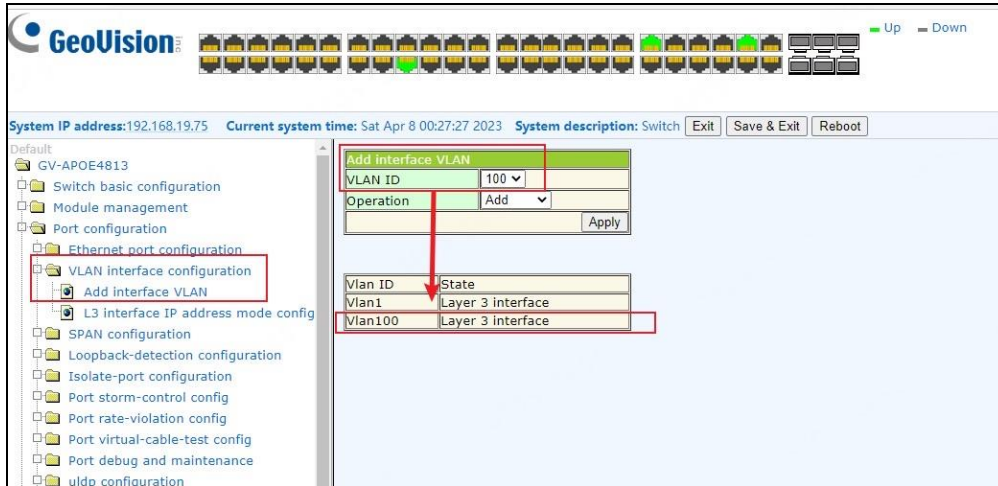 GeoVision inc
Up Down
System IP address:192.168.19.75 Current system time: Sat Apr 8 00:27:27 2023 System description: Switch Exit Save & Exit Reboot
Default
GV-APOE4813
Switch basic configuration
Module management
Port configuration
Ethernet port configuration
VLAN interface configuration
Add interface VLAN
L3 interface IP address mode config
SPAN configuration
Loopback-detection configuration
Isolate-port configuration
Port storm-control config
Port rate-violation config
Port virtual-cable-test config
Port debug and maintenance
uldp configuration
Add interface VLAN
VLAN ID 100
Operation Add
Apply
Vlan ID State
Vlan1 Layer 3 interface
Vlan100 Layer 3 interface